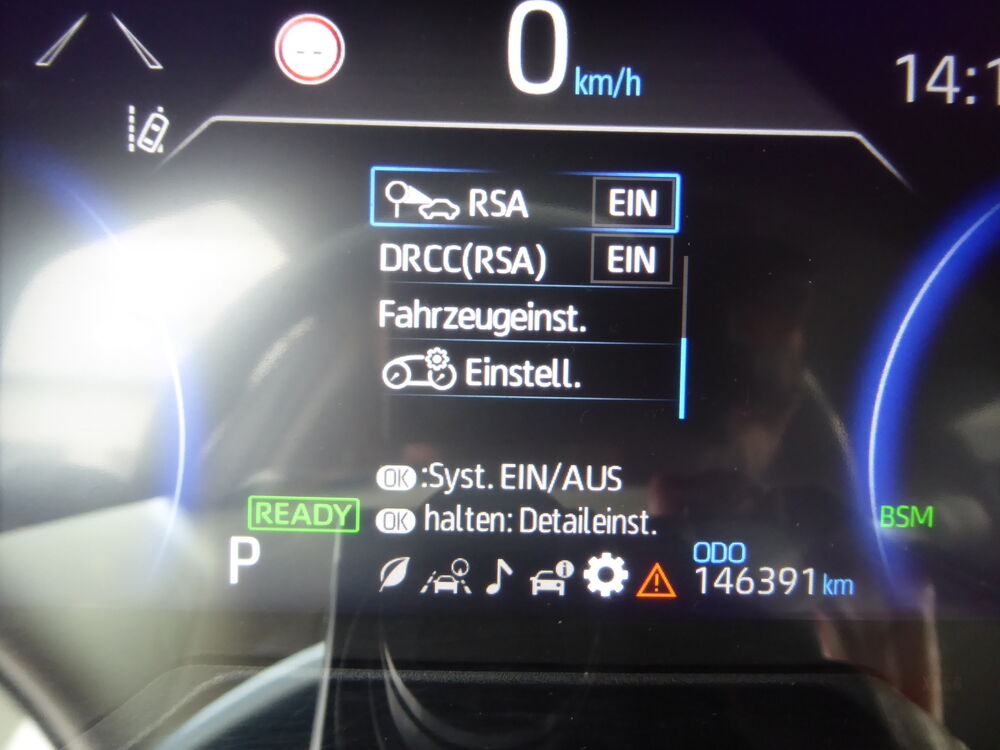 0 km/h
14:1
RSA EIN
DRCC(RSA) EIN
Fahrzeugeinst.
Einstell.
OK :Syst. EIN/AUS
OK halten: Detaileinst.
READY
BSM
P
ODO
146391 km